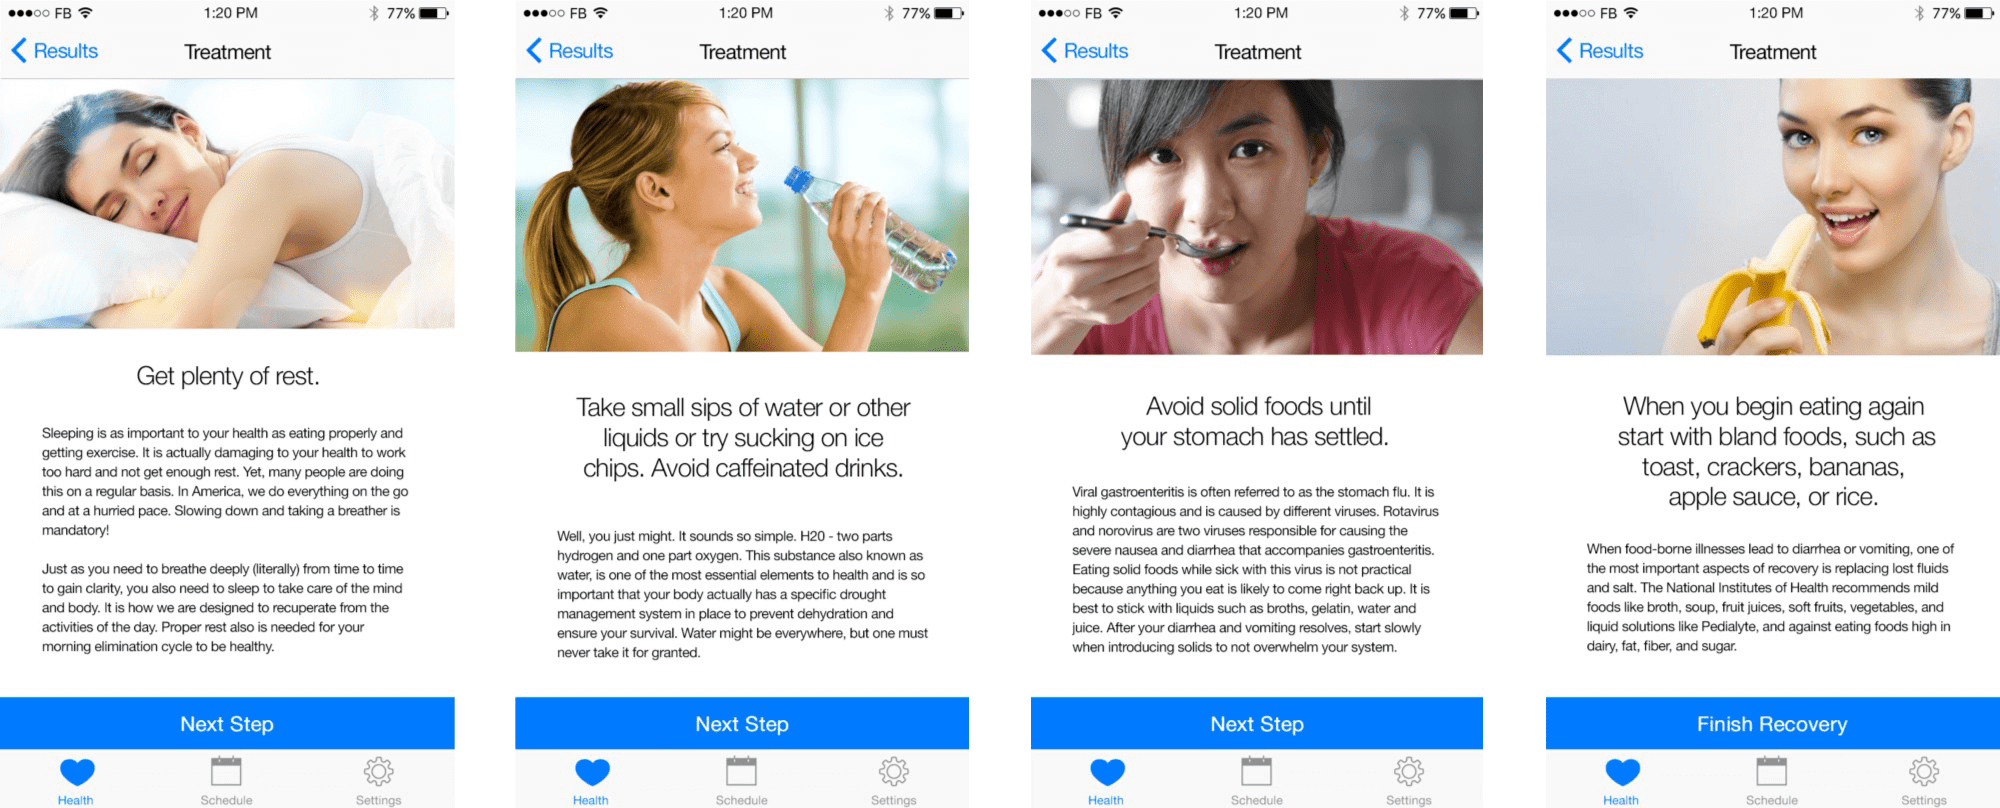 FB 1:20 PM 77%
Results Treatment
Get plenty of rest.
Sleeping is as important to your health as eating properly and
getting exercise. It is actually damaging to your health to work
too hard and not get enough rest. Yet, many people are doing
this on a regular basis. In America, we do everything on the go
and at a hurried pace. Slowing down and taking a breather is
mandatory!
Just as you need to breathe deeply (literally) from time to time
to gain clarity, you also need to sleep to take care of the mind
and body. It is how we are designed to recuperate from the
activities of the day. Proper rest also is needed for your
morning elimination cycle to be healthy.
Next Step
Health Schedule Settings
FB 1:20 PM 77%
Results Treatment
Take small sips of water or other
liquids or try sucking on ice
chips. Avoid caffeinated drinks.
Well, you just might. It sounds so simple. H20 - two parts
hydrogen and one part oxygen. This substance also known as
water, is one of the most essential elements to health and is so
important that your body actually has a specific drought
management system in place to prevent dehydration and
ensure your survival. Water might be everywhere, but one must
never take it for granted.
Next Step
Health Schedule Settings
FB 1:20 PM 77%
Results Treatment
Avoid solid foods until
your stomach has settled.
Viral gastroenteritis is often referred to as the stomach flu. It is
highly contagious and is caused by different viruses. Rotavirus
and norovirus are two viruses responsible for causing the
severe nausea and diarrhea that accompanies gastroenteritis.
Eating solid foods while sick with this virus is not practical
because anything you eat is likely to come right back up. It is
best to stick with liquids such as broths, gelatin, water and
juice. After your diarrhea and vomiting resolves, start slowly
when introducing solids to not overwhelm your system.
Next Step
Health Schedule Settings
FB 1:20 PM 77%
Results Treatment
When you begin eating again
start with bland foods, such as
toast, crackers, bananas,
apple sauce, or rice.
When food-borne illnesses lead to diarrhea or vomiting, one of
the most important aspects of recovery is replacing lost fluids
and salt. The National Institutes of Health recommends mild
foods like broth, soup, fruit juices, soft fruits, vegetables, and
liquid solutions like Pedialyte, and against eating foods high in
dairy, fat, fiber, and sugar.
Finish Recovery
Health Schedule Settings